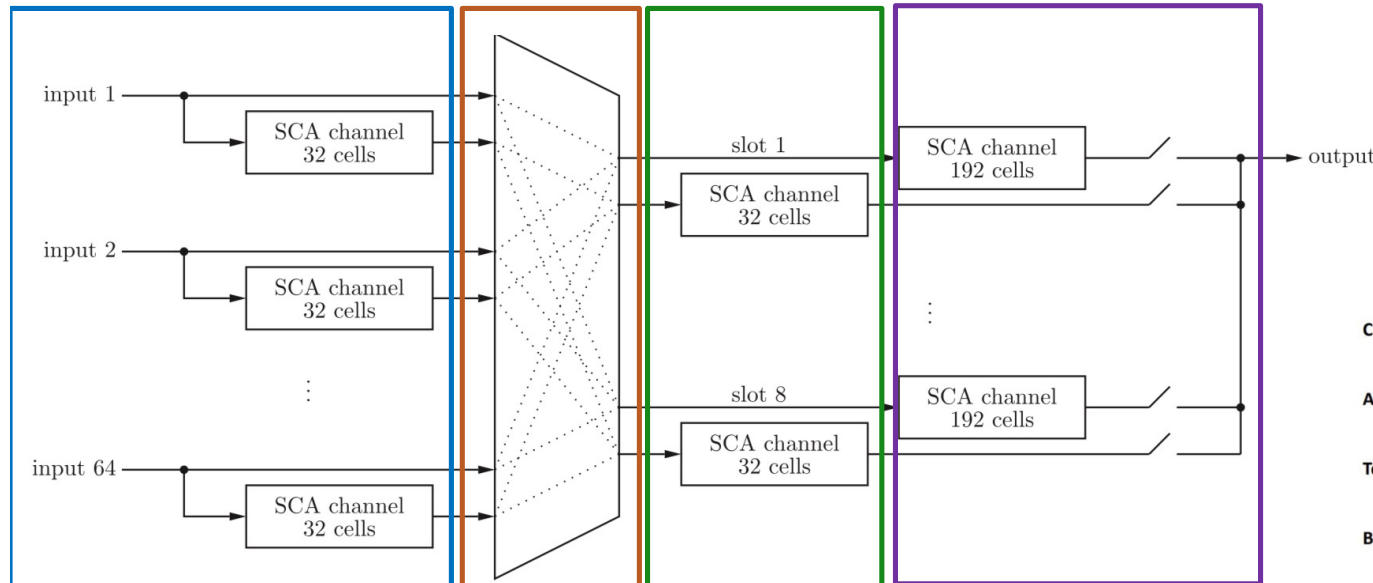 input 1
SCA channel
32 cells
input 2
SCA channel
32 cells
input 64
SCA channel
32 cells
slot 1
SCA channel
32 cells
slot 8
SCA channel
32 cells
SCA channel
192 cells
SCA channel
192 cells
output
C
A
B